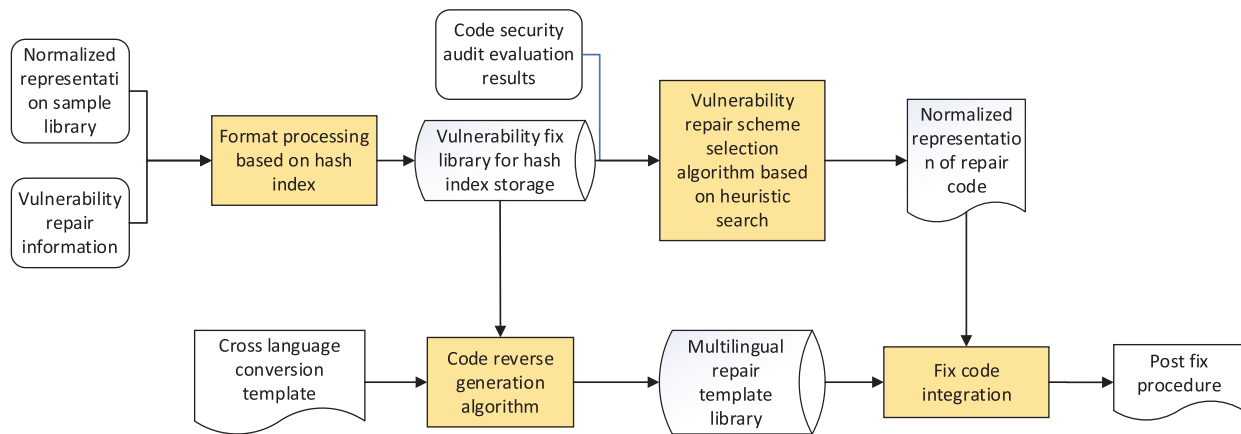 Normalized
representati
on sample
library
Vulnerability
repair
information
Format processing
based on hash
index
Code security
audit evaluation
results
Vulnerability fix
library for hash
index storage
Vulnerability
repair scheme
selection
algorithm based
on heuristic
search
Normalized
representatio
n of repair
code
Cross language
conversion
template
Code reverse
generation
algorithm
Multilingual
repair
template
library
Fix code
integration
Post fix
procedure